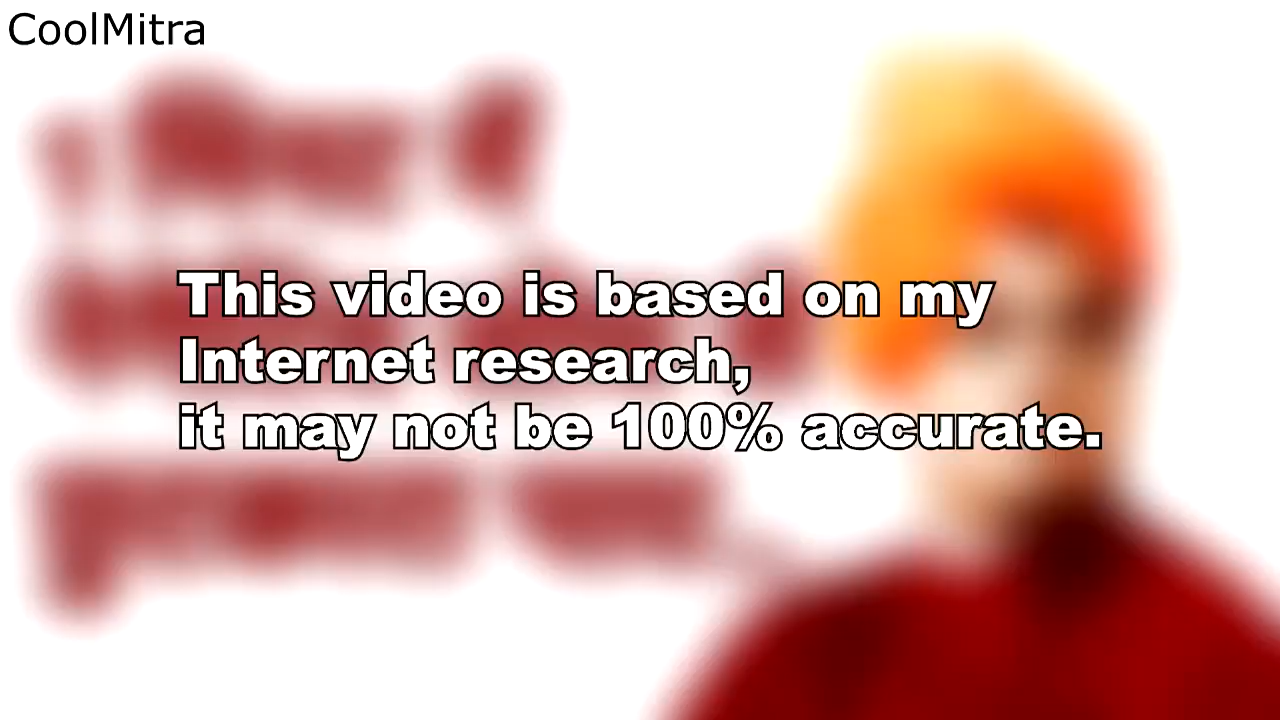 CoolMitra
This video is based on my
Internet research,
it may not be 100% accurate.